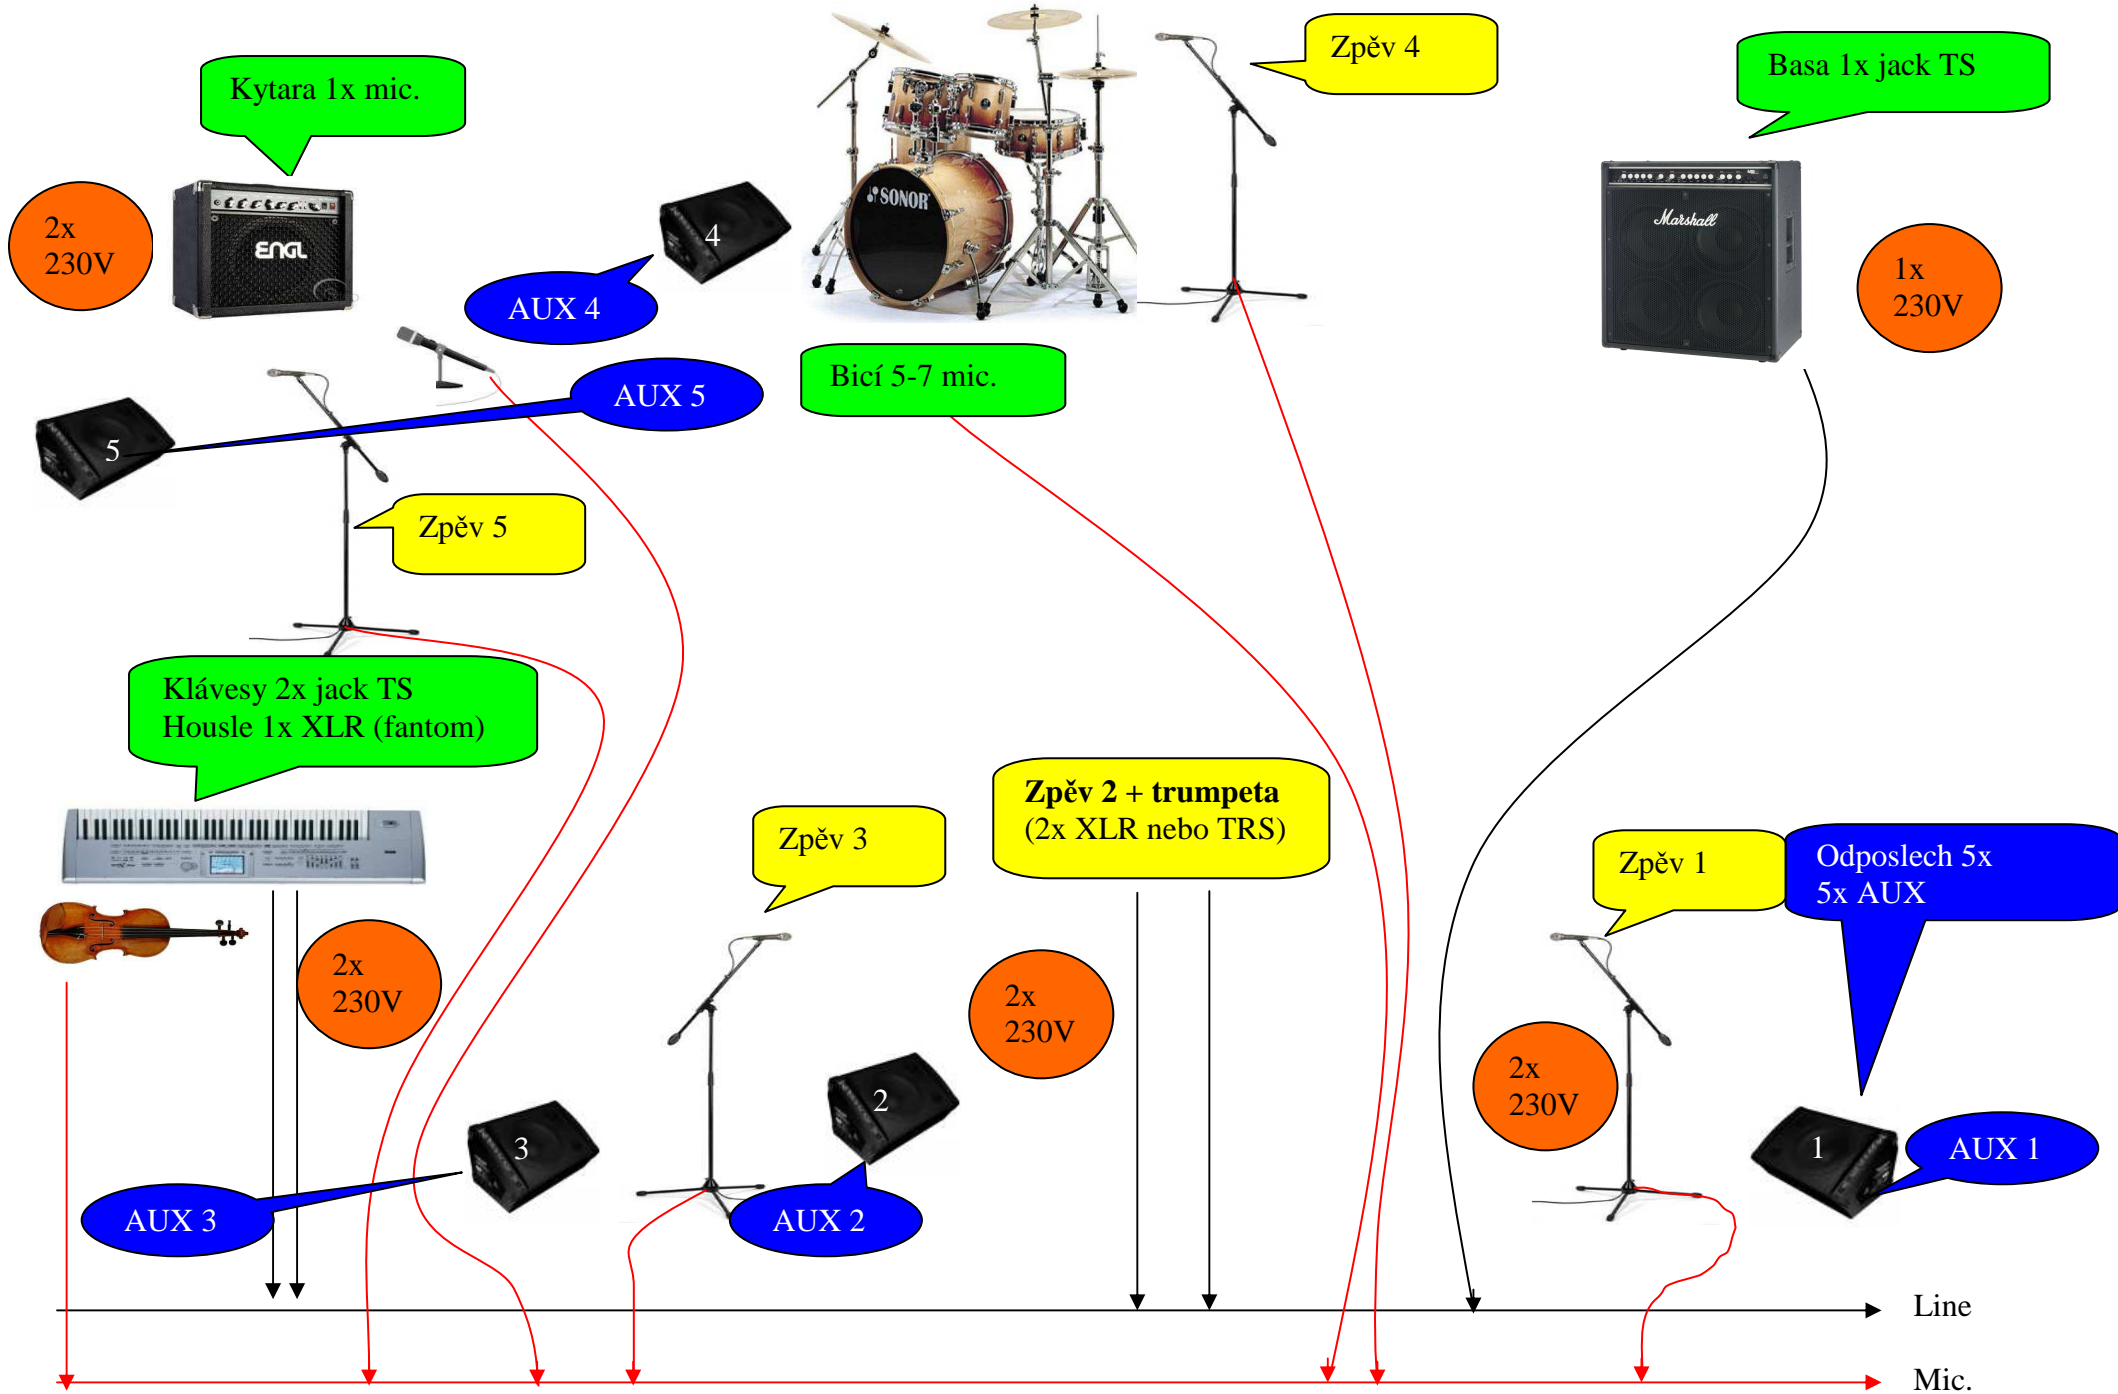 Zpěv 4
Basa 1x jack TS
Kytara 1x mic.
SONOR
Marshall
2x
230V
ENGL
4
1x
230V
AUX 4
Bicí 5-7 mic.
AUX 5
5
Zpěv 5
Klávesy 2x jack TS
Housle 1x XLR (fantom)
Zpěv 2 + trumpeta
(2x XLR nebo TRS)
Zpěv 3
Zpěv 1
Odposlech 5x
5x AUX
2x
230V
2x
230V
2x
230V
2
3
1
AUX 1
AUX 3
AUX 2
Line
Mic.